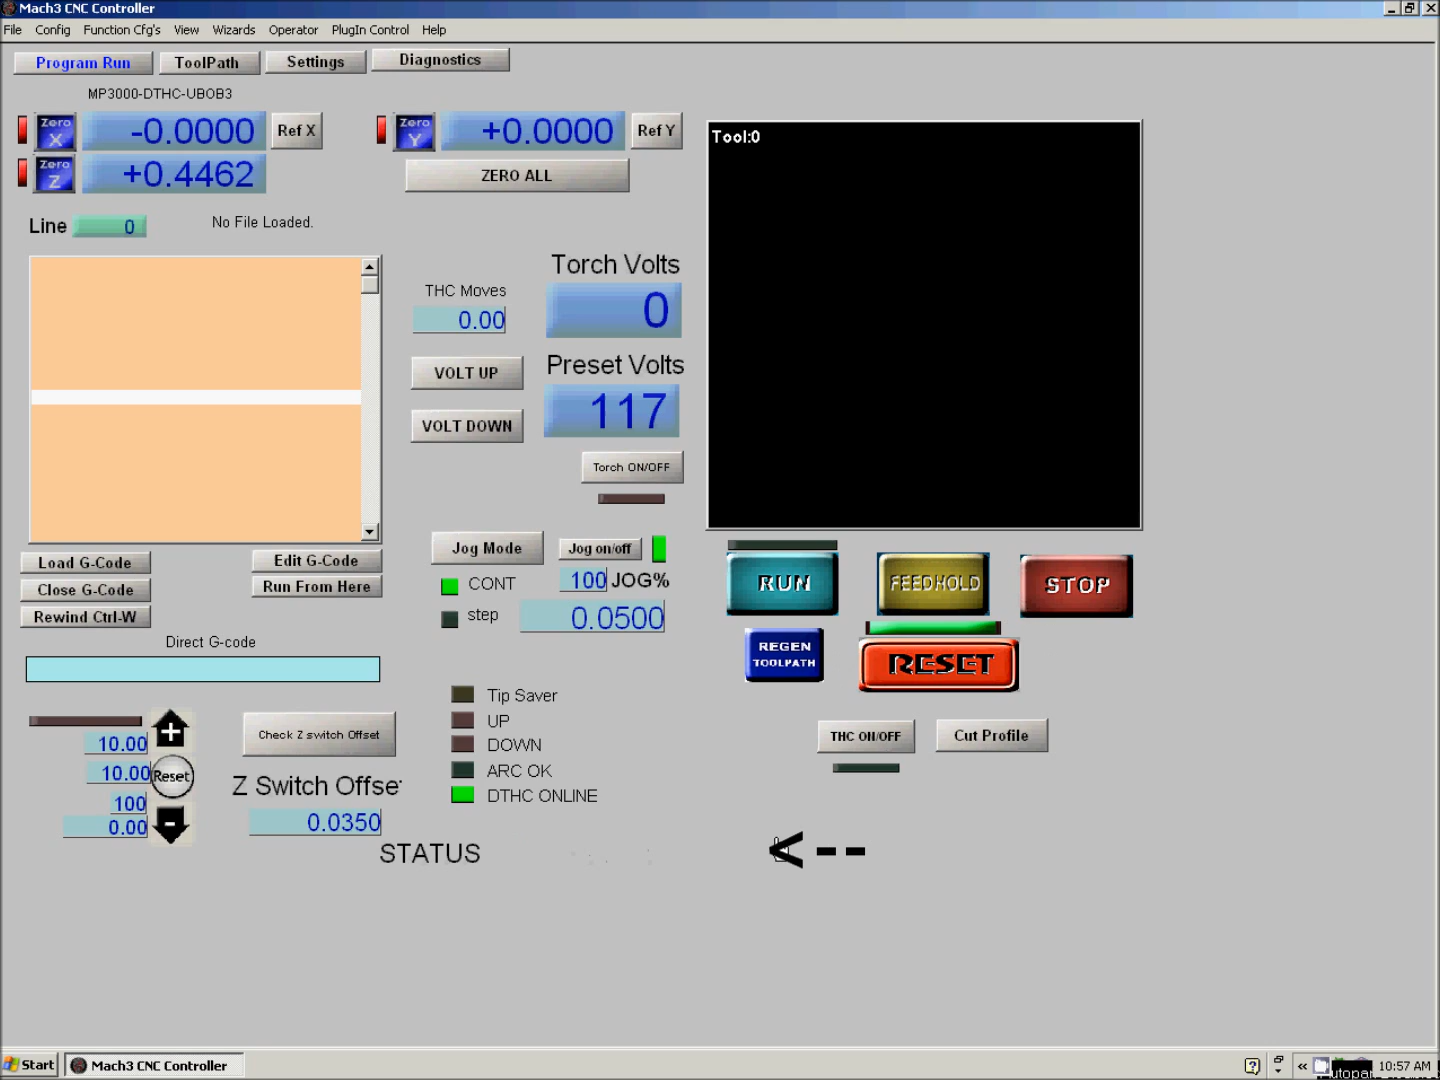 Mach3 CNC Controller
File Config Function Cfg's View Wizards Operator PlugIn Control Help
Program Run ToolPath Settings Diagnostics
MP3000-DTHC-UBOB3
Zero X -0.0000 Ref X Zero Y +0.0000 Ref Y
Zero Z +0.4462 ZERO ALL
Tool:0
Line 0 No File Loaded.
Torch Volts
THC Moves
0.00 0
VOLT UP Preset Volts
VOLT DOWN 117
Torch ON/OFF
Load G-Code Edit G-Code
Close G-Code Run From Here
Rewind Ctrl-W
Jog Mode Jog on/off
CONT 100 JOG%
step 0.0500
RUN FEEDHOLD STOP
REGEN TOOLPATH RESET
Direct G-code
Tip Saver
UP
DOWN
ARC OK
DTHC ONLINE
THC ON/OFF Cut Profile
+
10.00
10.00 Reset
100
0.00 -
Check Z switch Offset
Z Switch Offse
0.0350
STATUS <--
Start Mach3 CNC Controller « 10:57 AM